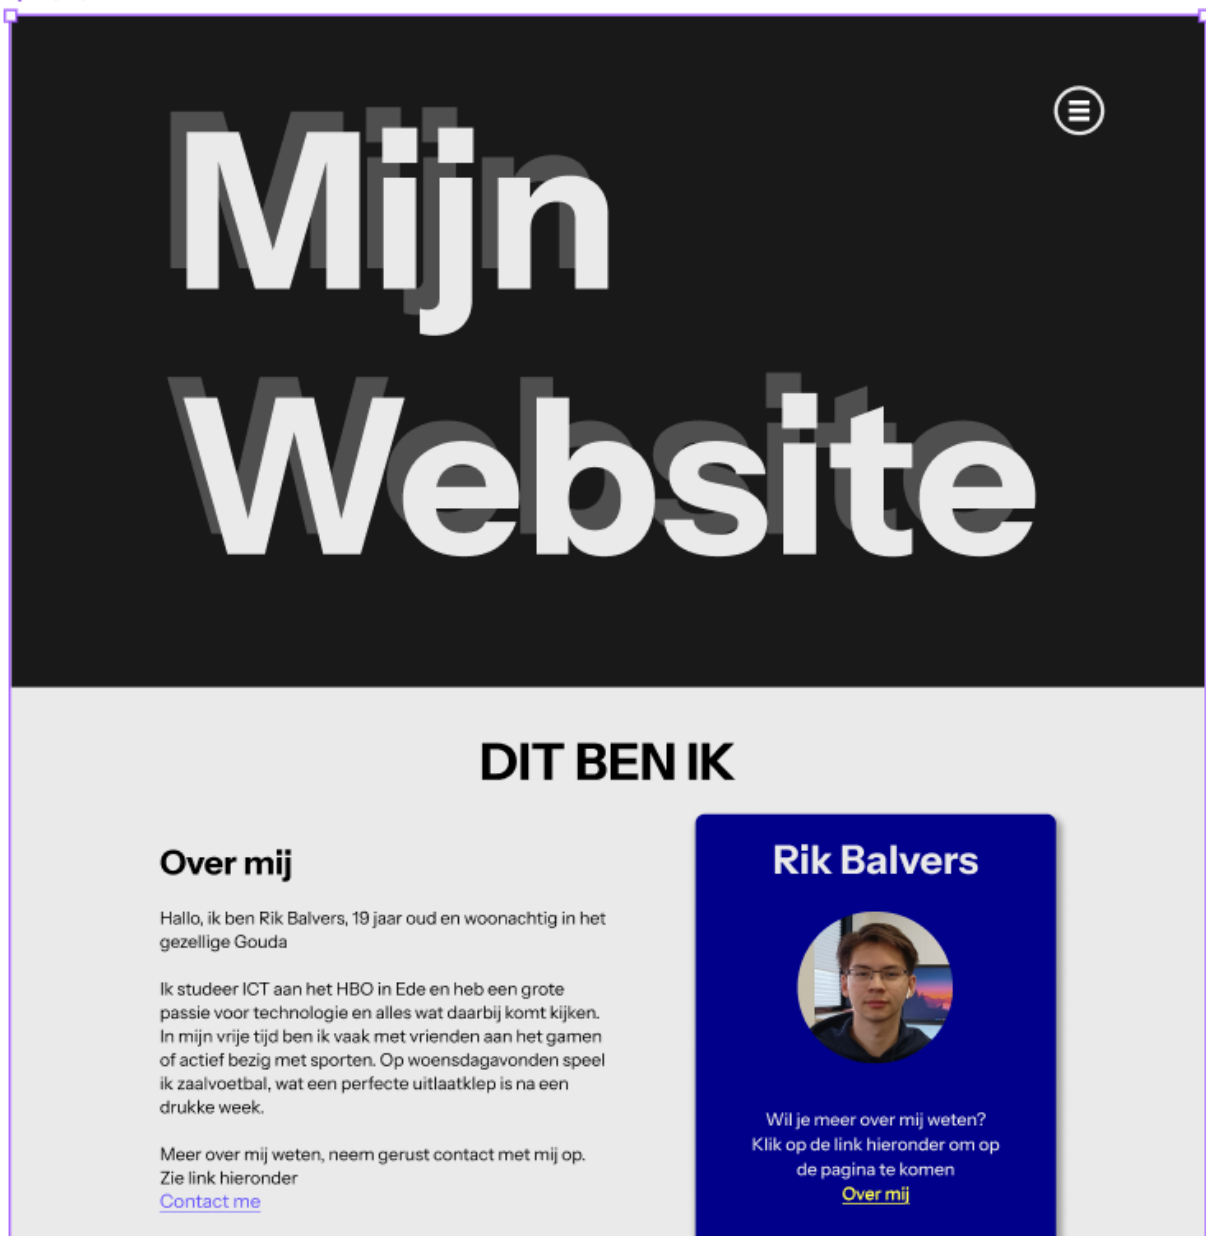 Mijn
Website
DIT BEN IK
Over mij
Hallo, ik ben Rik Balvers, 19 jaar oud en woonachtig in het
gezellige Gouda
Ik studeer ICT aan het HBO in Ede en heb een grote
passie voor technologie en alles wat daarbij komt kijken.
In mijn vrije tijd ben ik vaak met vrienden aan het gamen
of actief bezig met sporten. Op woensdagavonden speel
ik zaalvoetbal, wat een perfecte uitlaatklep is na een
drukke week.
Meer over mij weten, neem gerust contact met mij op.
Zie link hieronder
Contact me
Rik Balvers
Wil je meer over mij weten?
Klik op de link hieronder om op
de pagina te komen
Over mij